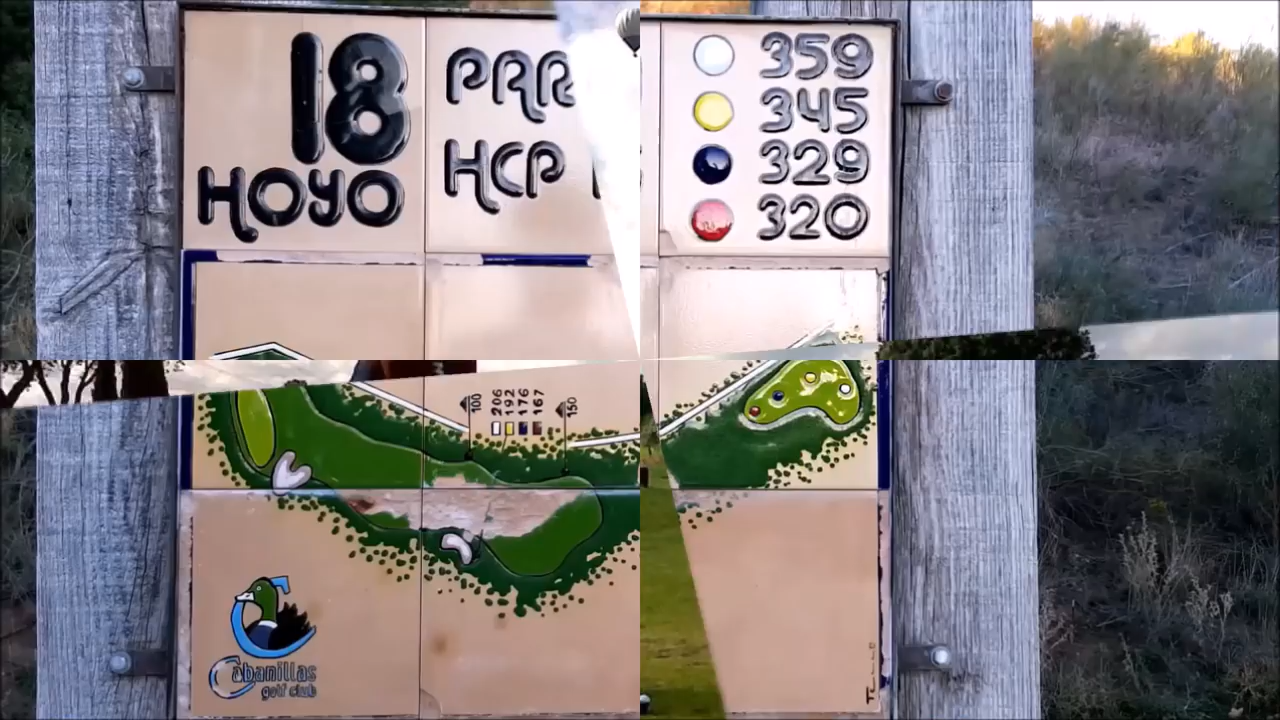 18
HOYO
PAR
HCP
359
345
329
320
100
206
192
176
167
150
Cabanillas
golf club